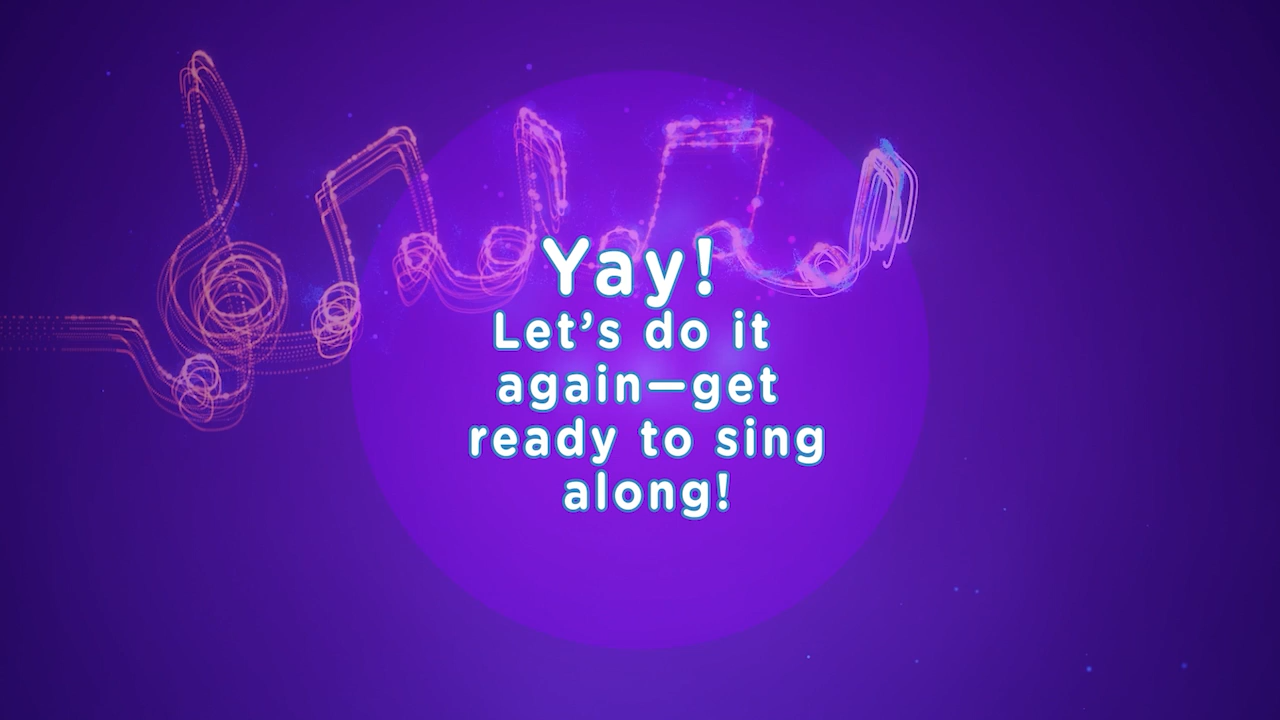 Yay!
Let’s do it
again—get
ready to sing
along!